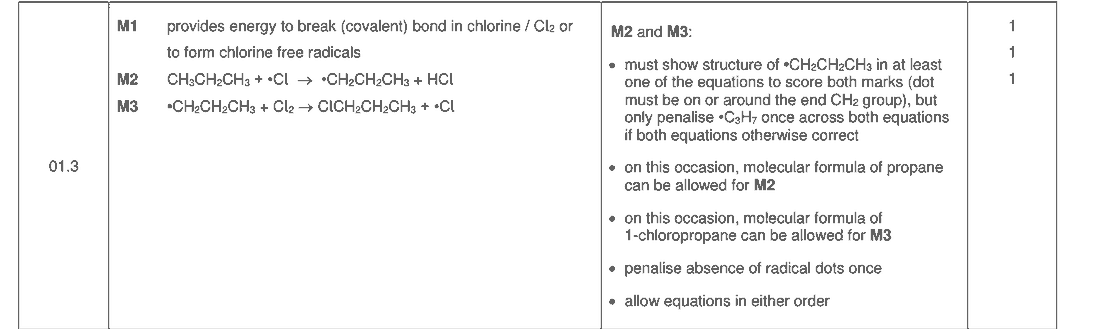 01.3
M1 provides energy to break (covalent) bond in chlorine / Cl₂ or
to form chlorine free radicals
M2 CH₃CH₂CH₃ + •Cl → •CH₂CH₂CH₃ + HCl
M3 •CH₂CH₂CH₃ + Cl₂ → ClCH₂CH₂CH₃ + •Cl
M2 and M3:
• must show structure of •CH₂CH₂CH₃ in at least
one of the equations to score both marks (dot
must be on or around the end CH₂ group), but
only penalise •C₃H₇ once across both equations
if both equations otherwise correct
• on this occasion, molecular formula of propane
can be allowed for M2
• on this occasion, molecular formula of
1-chloropropane can be allowed for M3
• penalise absence of radical dots once
• allow equations in either order
1
1
1